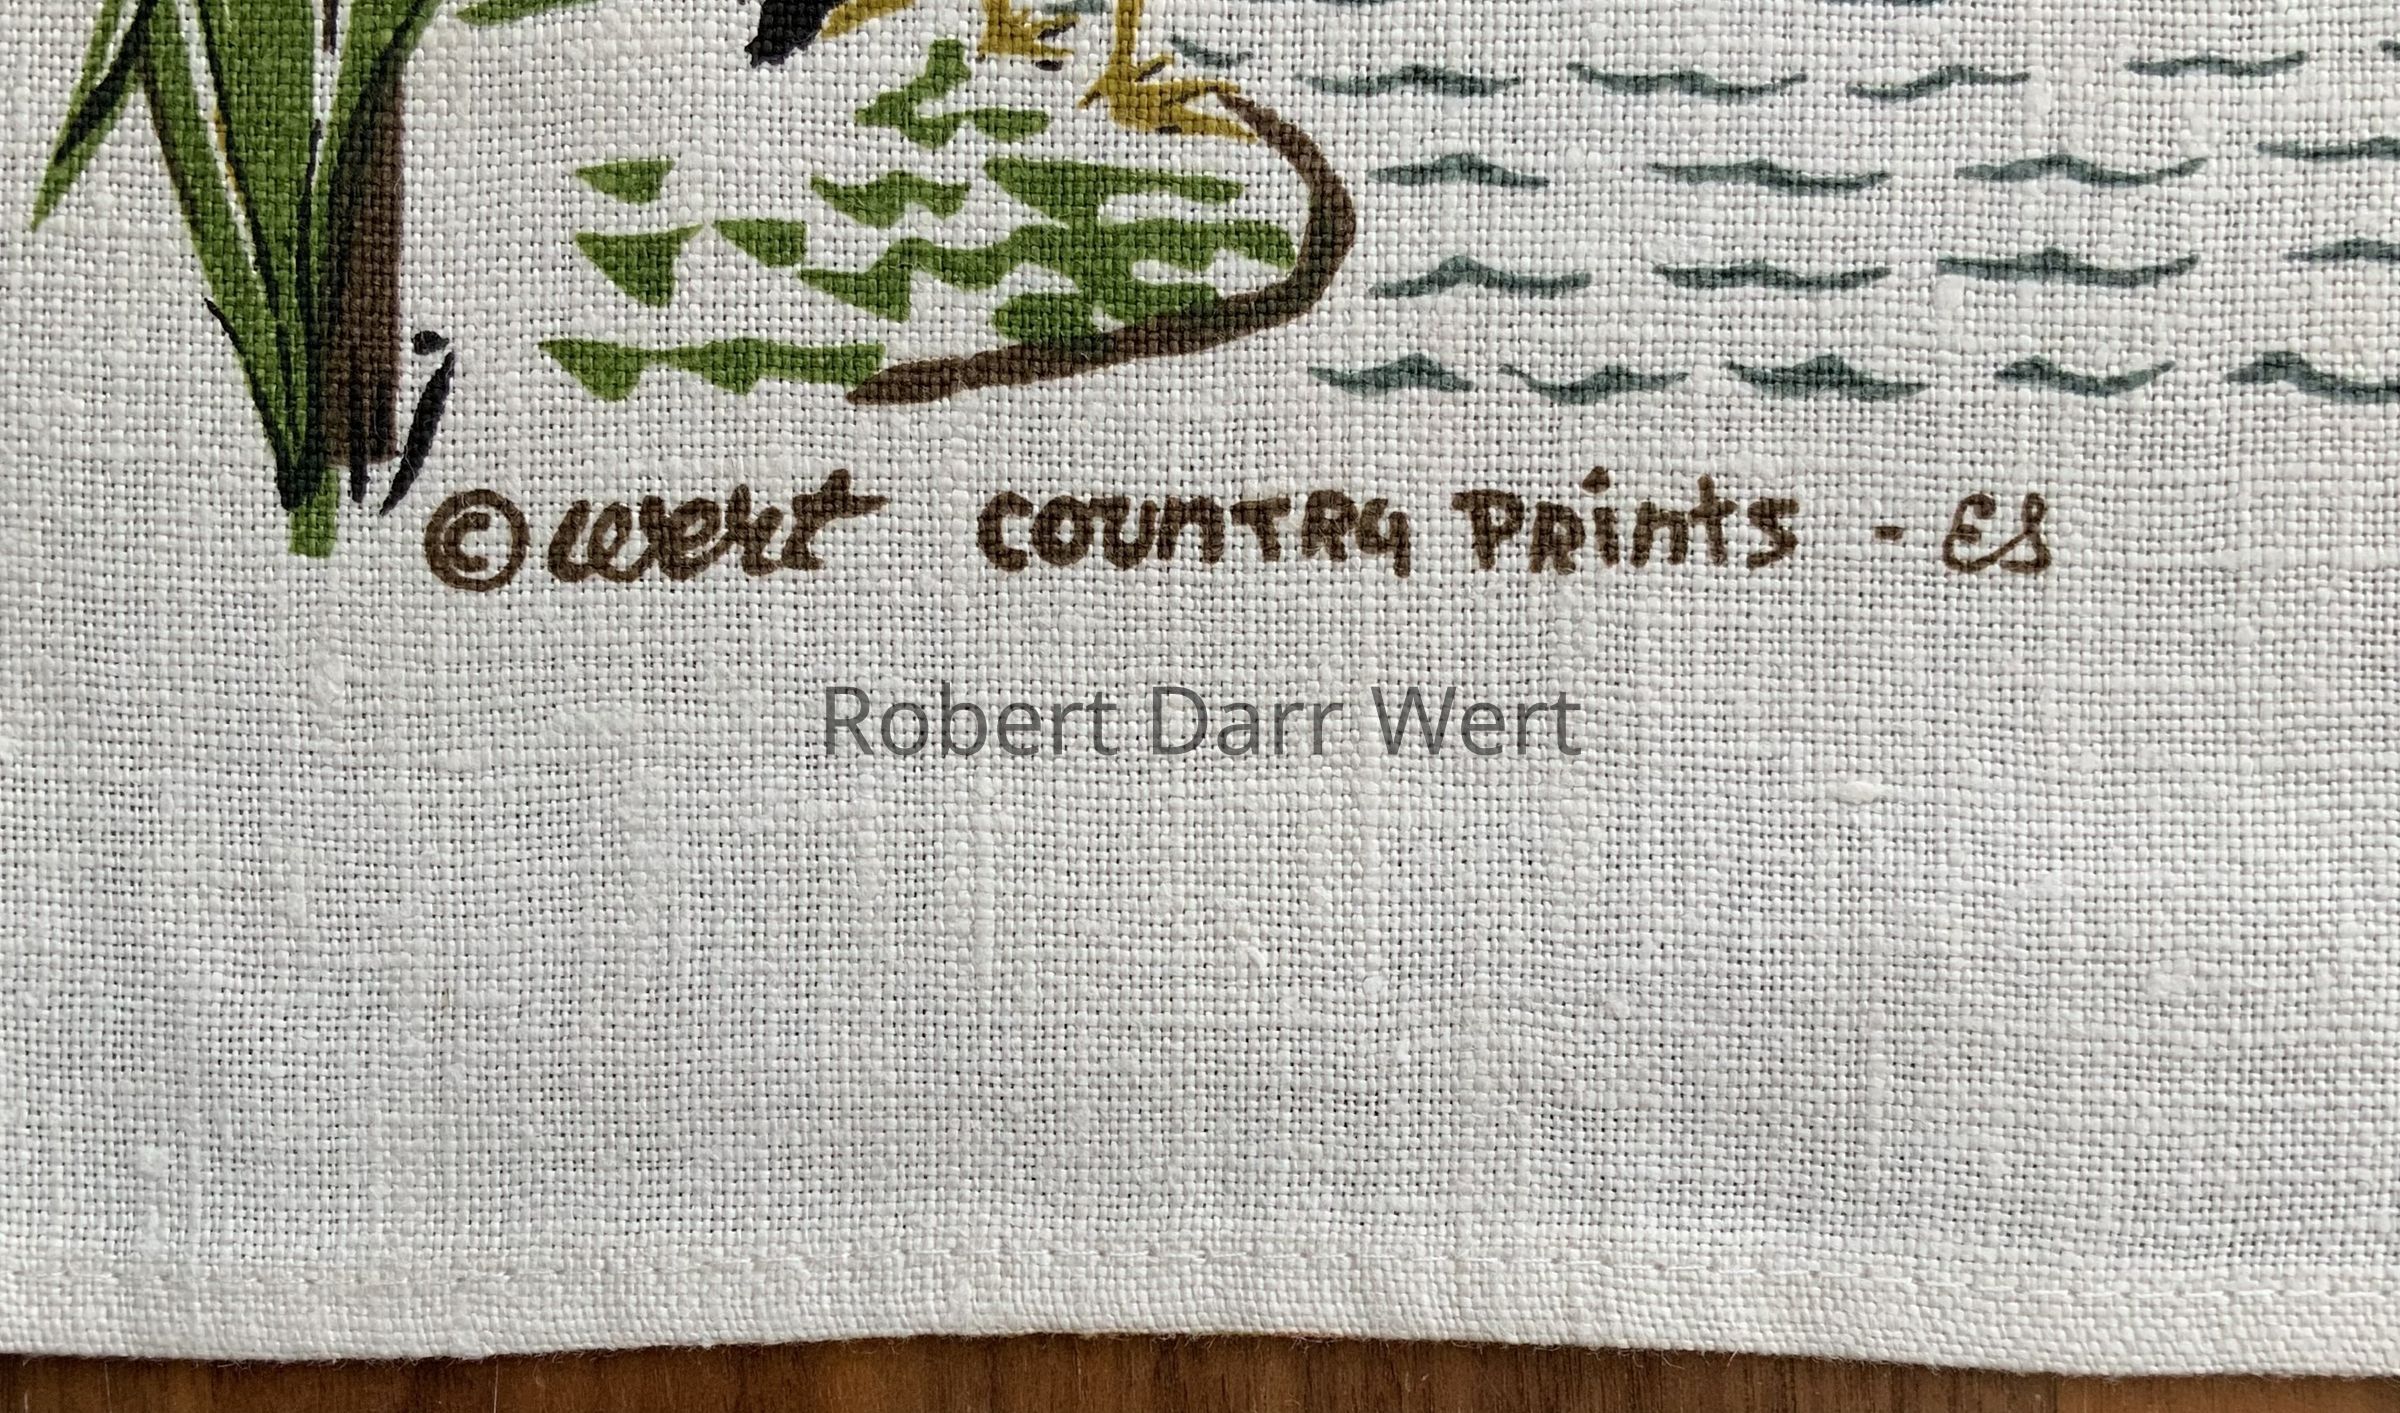 © wert COUNTRY PRints - ES
Robert Darr Wert